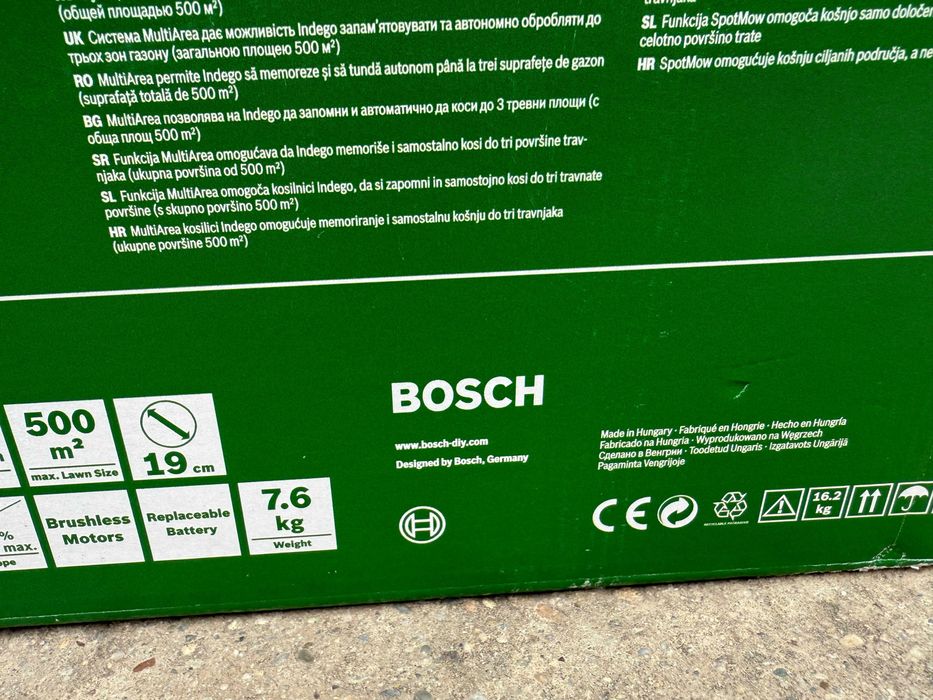 (общей площадью 500 м²)
UK Система MultiArea дає можливість Indego запам'ятовувати та автономно обробляти до
трьох зон газону (загальною площею 500 м²)
RO MultiArea permite Indego să memoreze şi să tundă autonom până la trei suprafeţe de gazon
(suprafaţă totală de 500 m²)
BG MultiArea позволява на Indego да запомни и автоматично да коси до 3 тревни площи (с
обща площ 500 m²)
SR Funkcija MultiArea omogućava da Indego memoriše i samostalno kosi do tri površine trav-
njaka (ukupna površina od 500 m²)
SL Funkcija MultiArea omogoča kosilnici Indego, da si zapomni in samostojno kosi do tri travnate
površine (s skupno površino 500 m²)
HR MultiArea kosilici Indego omogućuje memoriranje i samostalnu košnju do tri travnjaka
(ukupne površine 500 m²)
SL Funkcija SpotMow omogoča košnjo samo določen
celotno površino trate
HR SpotMow omogućuje košnju ciljanih područja, a ne
500
m²
max. Lawn Size
19 cm
% max.
Brushless
Motors
Replaceable
Battery
7.6
kg
Weight
BOSCH
www.bosch-diy.com
Designed by Bosch, Germany
Made in Hungary · Fabriqué en Hongrie · Hecho en Hungría
Fabricado na Hungria · Wyprodukowano na Węgrzech
Сделано в Венгрии · Toodetud Ungaris · Izgatavots Ungārijā
Pagaminta Vengrijoje
CE
16.2
kg